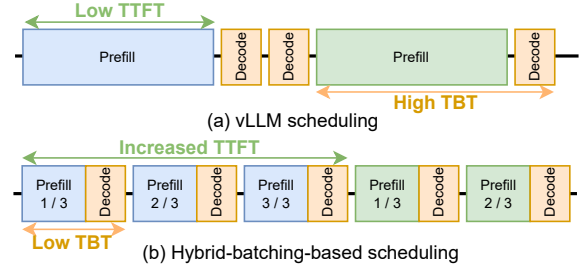 Low TTFT
Prefill
Decode
Decode
Prefill
Decode
High TBT
(a) vLLM scheduling
Increased TTFT
Prefill
1 / 3
Decode
Prefill
2 / 3
Decode
Prefill
3 / 3
Decode
Prefill
1 / 3
Decode
Prefill
2 / 3
Decode
Low TBT
(b) Hybrid-batching-based scheduling